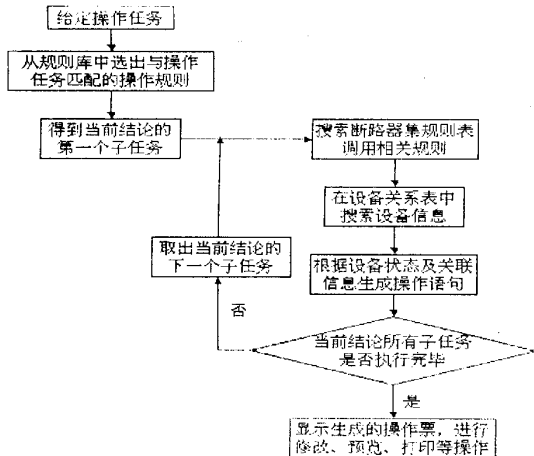 给定操作任务
从规则库中选出与操作
任务匹配的操作规则
得到当前结论的
第一个子任务
搜索断路器集规则表
调用相关规则
在设备关系表中
搜索设备信息
取出当前结论的
下一个子任务
根据设备状态及关联
信息生成操作语句
否
当前结论所有子任务
是否执行完毕
是
显示生成的操作票，进行
修改、预览、打印等操作